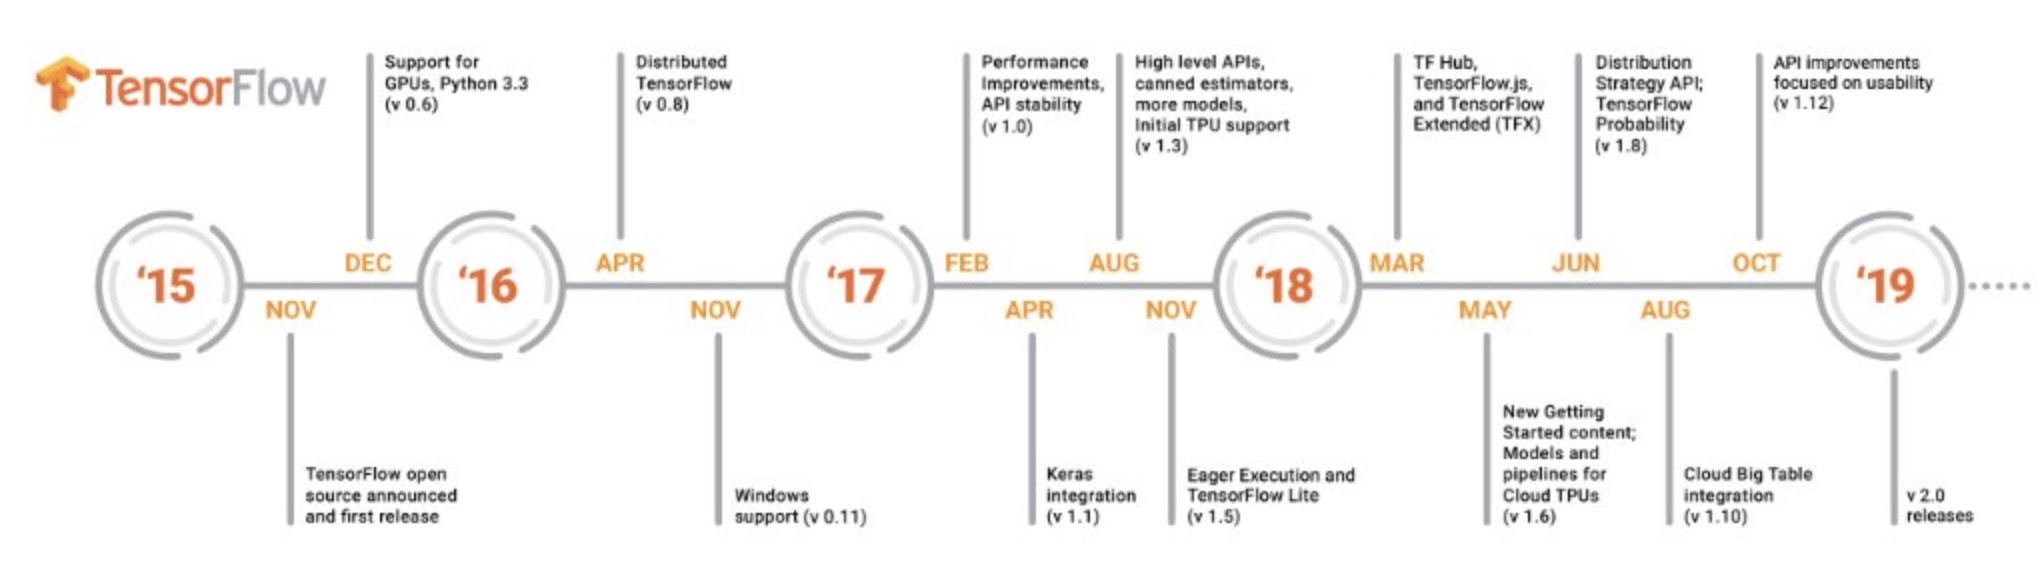 TensorFlow
Support for
GPUs, Python 3.3
(v 0.6)
Distributed
TensorFlow
(v 0.8)
Performance
Improvements,
API stability
(v 1.0)
High level APIs,
canned estimators,
more models,
Initial TPU support
(v 1.3)
TF Hub,
TensorFlow.js,
and TensorFlow
Extended (TFX)
Distribution
Strategy API;
TensorFlow
Probability
(v 1.8)
API improvements
focused on usability
(v 1.12)
‘15
NOV
DEC
‘16
APR
NOV
‘17
FEB
APR
AUG
NOV
‘18
MAR
MAY
JUN
AUG
OCT
‘19
TensorFlow open
source announced
and first release
Windows
support (v 0.11)
Keras
integration
(v 1.1)
Eager Execution and
TensorFlow Lite
(v 1.5)
New Getting
Started content;
Models and
pipelines for
Cloud TPUs
(v 1.6)
Cloud Big Table
integration
(v 1.10)
v 2.0
releases